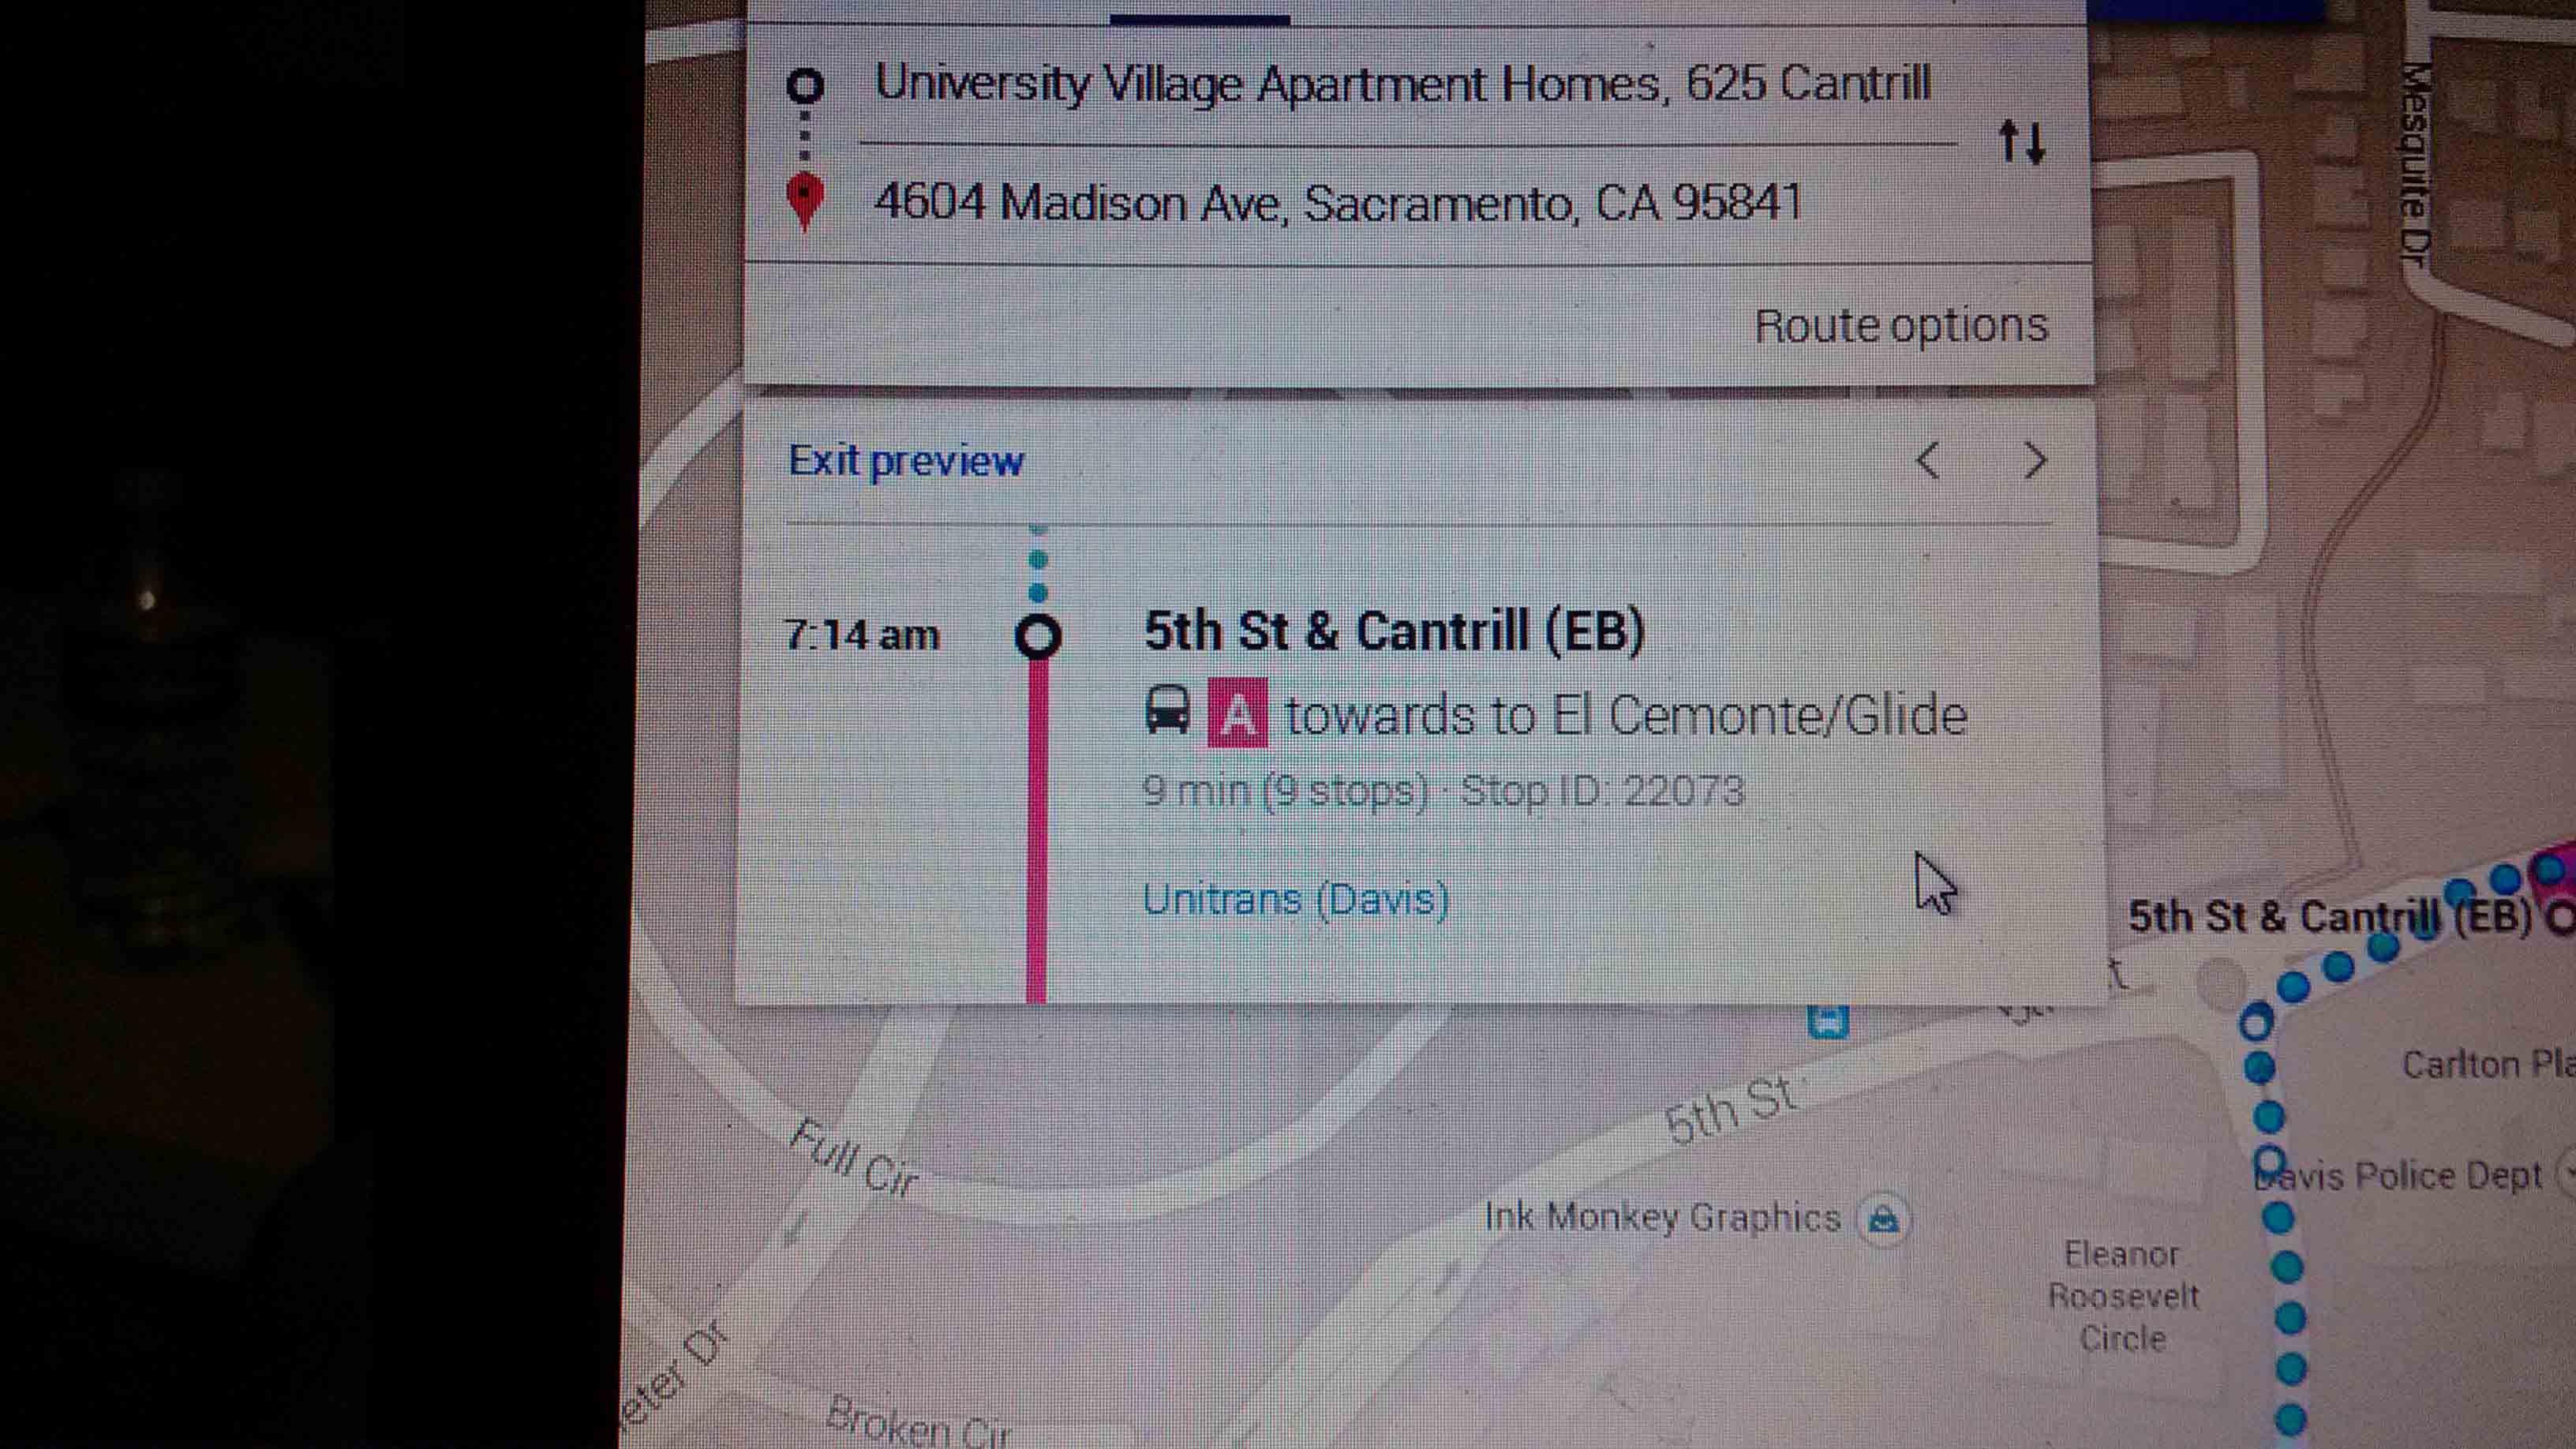 University Village Apartment Homes, 625 Cantrill
4604 Madison Ave, Sacramento, CA 95841
Route options
Exit preview
7:14 am
5th St & Cantrill (EB)
A towards to El Cemonte/Glide
9 min (9 stops) · Stop ID: 22073
Unitrans (Davis)
Mesquite Dr
5th St & Cantrill (EB)
Carlton Pla
Davis Police Dept
5th St
Full Cir
Ink Monkey Graphics
Eleanor
Roosevelt
Circle
eter Dr
Broken Cir